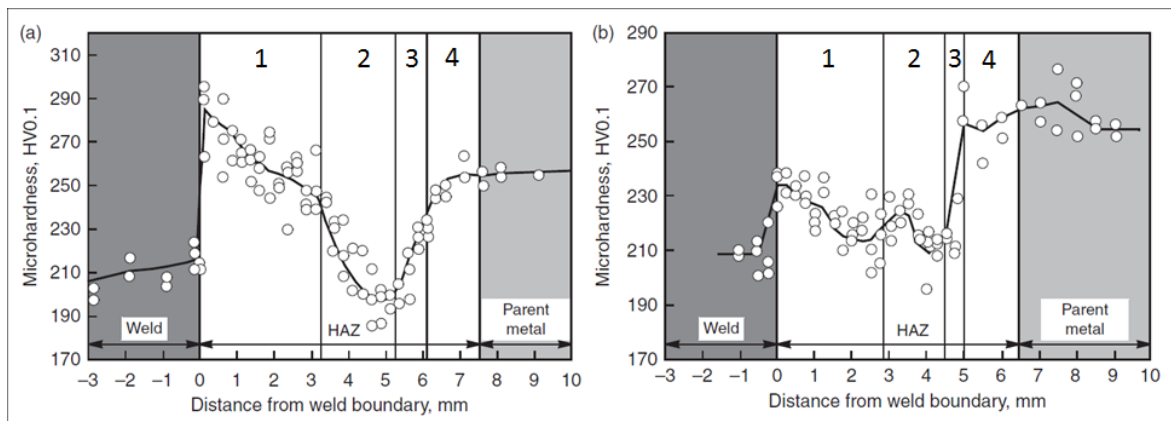 (a)
Microhardness, HV0.1
310
290
270
250
230
210
190
170
1 2 3 4
Weld
HAZ
Parent
metal
–3 –2 –1 0 1 2 3 4 5 6 7 8 9 10
Distance from weld boundary, mm
(b)
Microhardness, HV0.1
290
270
250
230
210
190
170
1 2 3 4
Weld
HAZ
Parent
metal
–3 –2 –1 0 1 2 3 4 5 6 7 8 9 10
Distance from weld boundary, mm